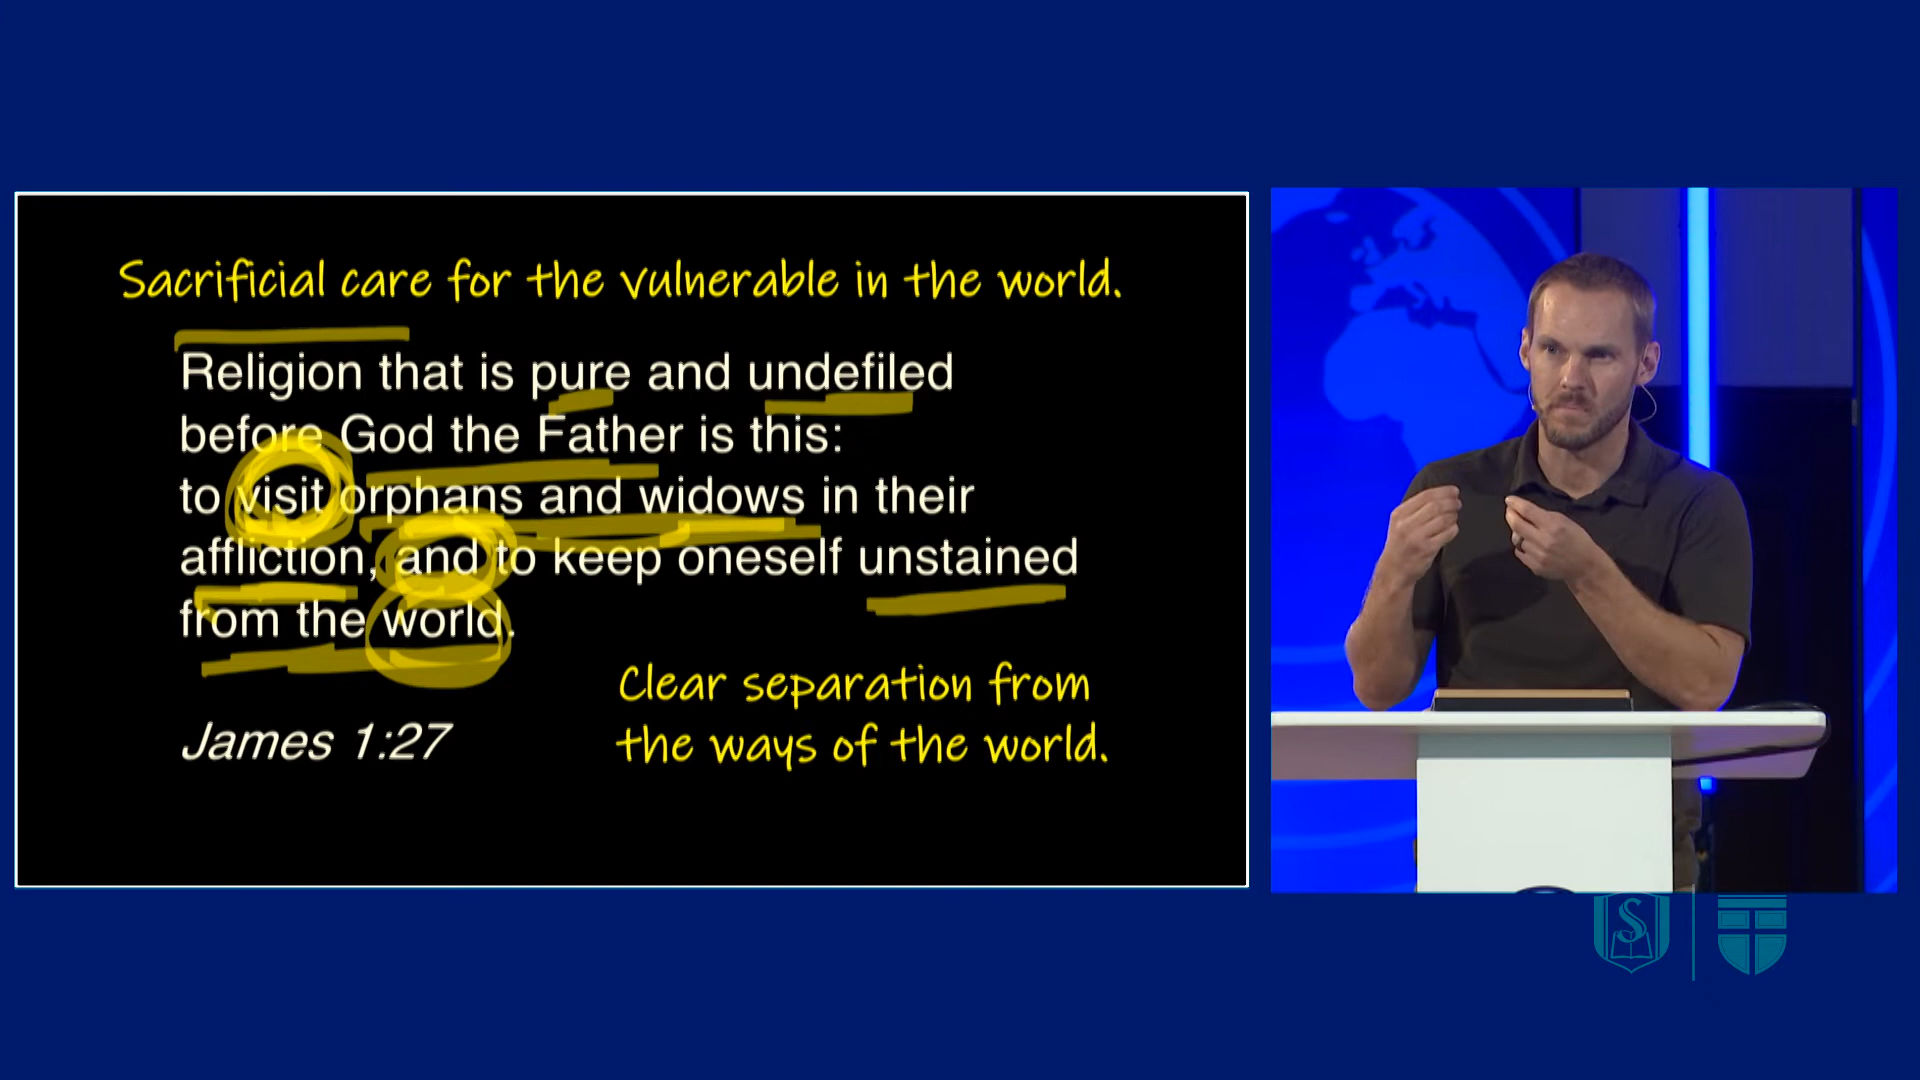 Sacrificial care for the vulnerable in the world.
Religion that is pure and undefiled
before God the Father is this:
to visit orphans and widows in their
affliction, and to keep oneself unstained
from the world.
James 1:27
Clear separation from
the ways of the world.
S